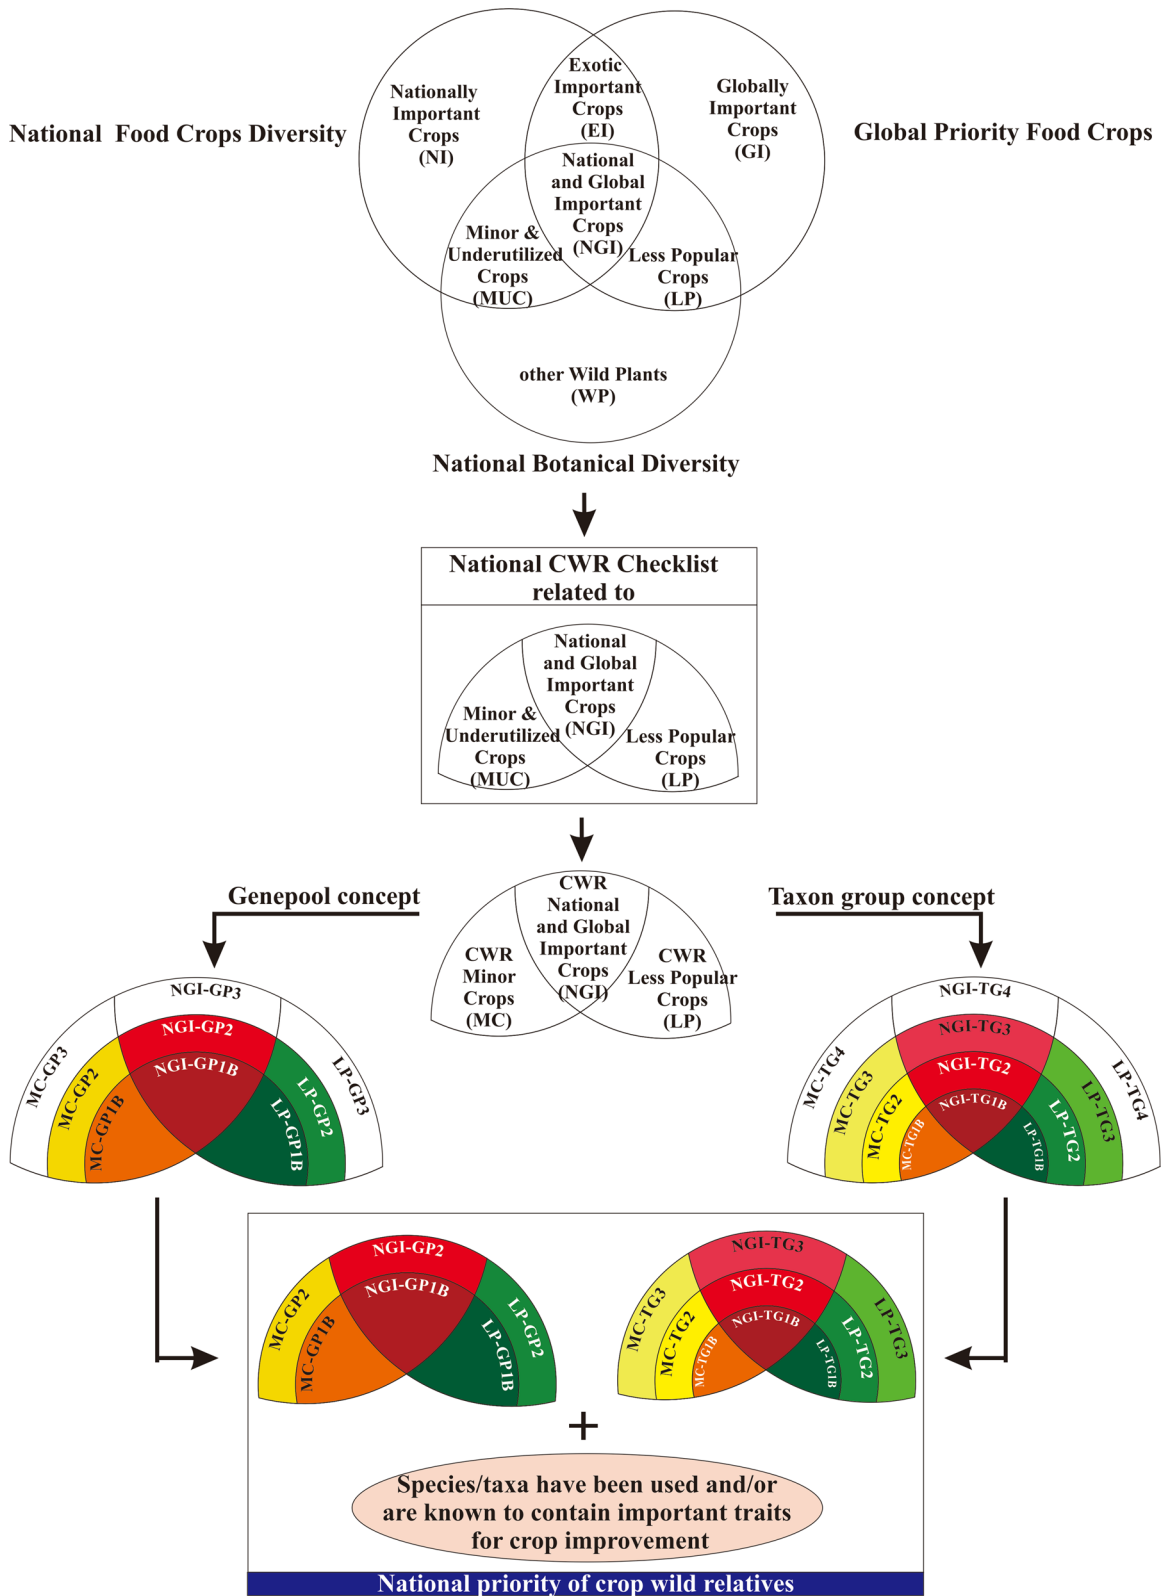 Exotic
Important
Crops
(EI)
Nationally
Important
Crops
(NI)
Globally
Important
Crops
(GI)
National Food Crops Diversity
Global Priority Food Crops
National
and Global
Important
Crops
(NGI)
Minor &
Underutilized
Crops
(MUC)
Less Popular
Crops
(LP)
other Wild Plants
(WP)
National Botanical Diversity
National CWR Checklist
related to
National
and Global
Important
Crops
(NGI)
Minor &
Underutilized
Crops
(MUC)
Less Popular
Crops
(LP)
Genepool concept
Taxon group concept
CWR
National
and Global
Important
Crops
(NGI)
CWR
Minor
Crops
(MC)
CWR
Less Popular
Crops
(LP)
NGI-GP3
NGI-GP2
NGI-GP1B
MC-GP3
MC-GP2
MC-GP1B
LP-GP3
LP-GP2
LP-GP1B
NGI-TG4
NGI-TG3
NGI-TG2
NGI-TG1B
MC-TG4
MC-TG3
MC-TG2
MC-TG1B
LP-TG4
LP-TG3
LP-TG2
LP-TG1B
NGI-GP2
NGI-GP1B
MC-GP2
MC-GP1B
LP-GP2
LP-GP1B
NGI-TG3
NGI-TG2
NGI-TG1B
MC-TG3
MC-TG2
MC-TG1B
LP-TG3
LP-TG2
LP-TG1B
+
Species/taxa have been used and/or
are known to contain important traits
for crop improvement
National priority of crop wild relatives